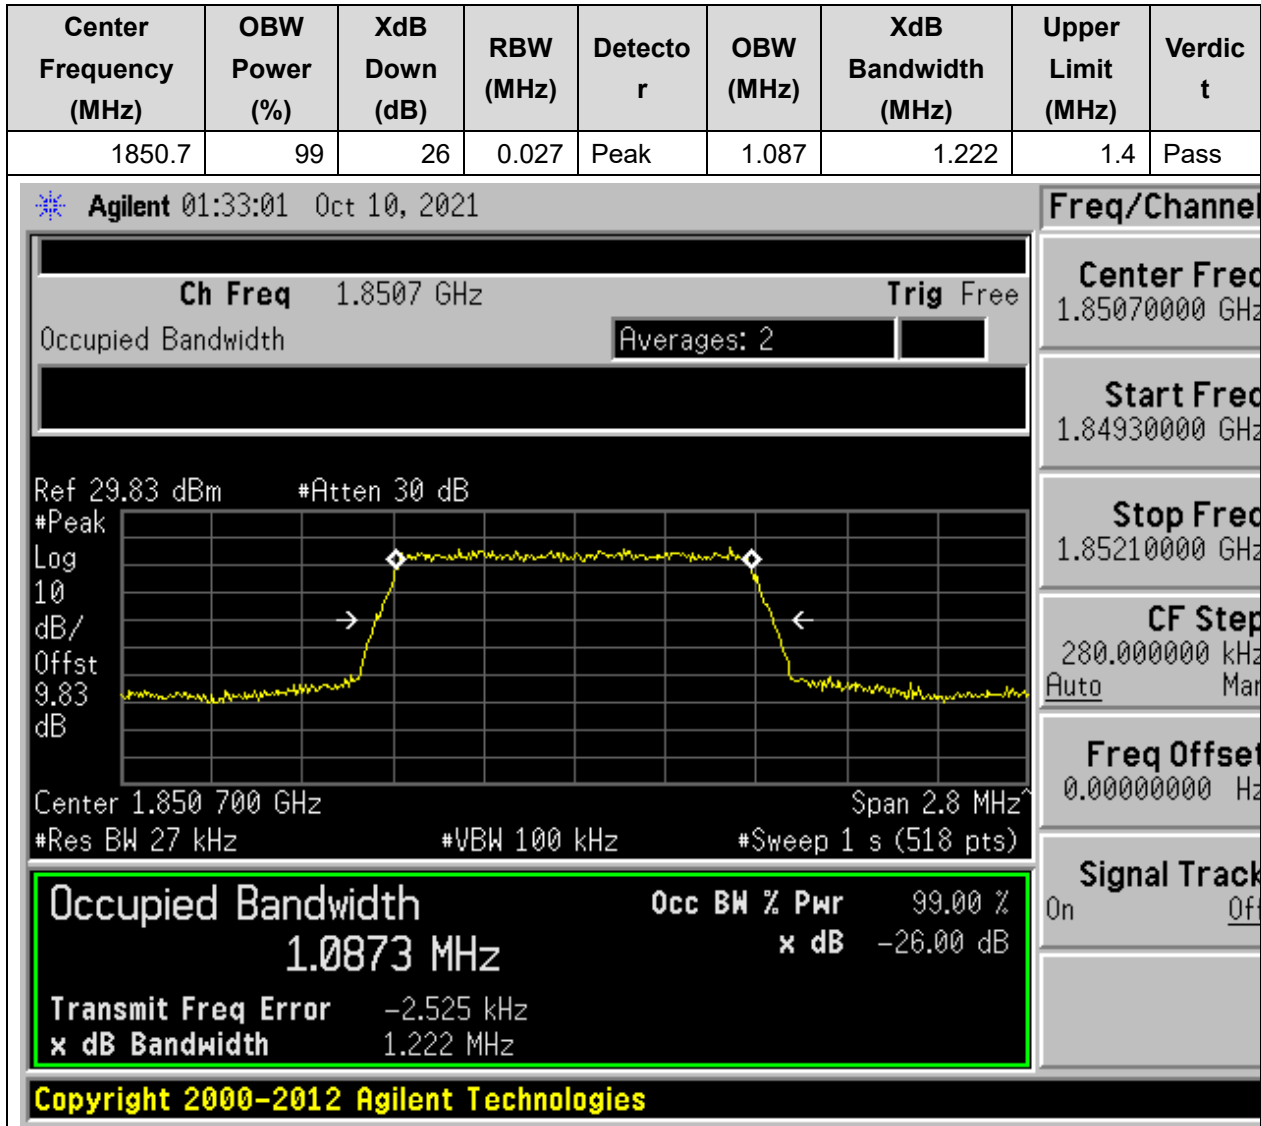 Center Frequency (MHz) OBW Power (%) XdB Down (dB) RBW (MHz) Detecto r OBW (MHz) XdB Bandwidth (MHz) Upper Limit (MHz) Verdic t
1850.7 99 26 0.027 Peak 1.087 1.222 1.4 Pass
Agilent 01:33:01 Oct 10, 2021
Freq/Channel
Ch Freq 1.8507 GHz Trig Free
Occupied Bandwidth Averages: 2
Center Freq
1.85070000 GHz
Start Freq
1.84930000 GHz
Stop Freq
1.85210000 GHz
CF Step
280.000000 kHz
Auto Man
Freq Offset
0.00000000 Hz
Signal Track
On Off
Ref 29.83 dBm #Atten 30 dB
#Peak
Log
10
dB/
Offst
9.83
dB
Center 1.850 700 GHz Span 2.8 MHz^
#Res BW 27 kHz #VBW 100 kHz #Sweep 1 s (518 pts)
Occupied Bandwidth Occ BW % Pwr 99.00 %
1.0873 MHz x dB -26.00 dB
Transmit Freq Error -2.525 kHz
x dB Bandwidth 1.222 MHz
Copyright 2000-2012 Agilent Technologies